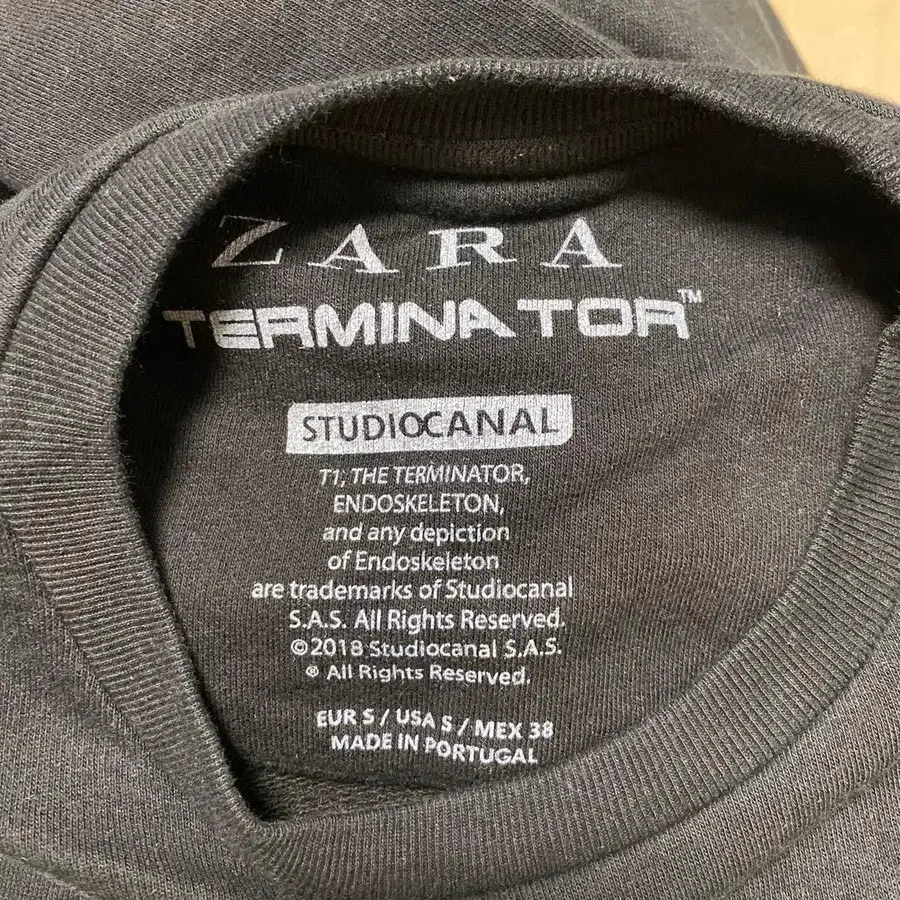 ZARA
TERMINATOR™
STUDIOCANAL
T1, THE TERMINATOR,
ENDOSKELETON,
and any depiction
of Endoskeleton
are trademarks of Studiocanal
S.A.S. All Rights Reserved.
©2018 Studiocanal S.A.S.
® All Rights Reserved.
EUR S / USA S / MEX 38
MADE IN PORTUGAL